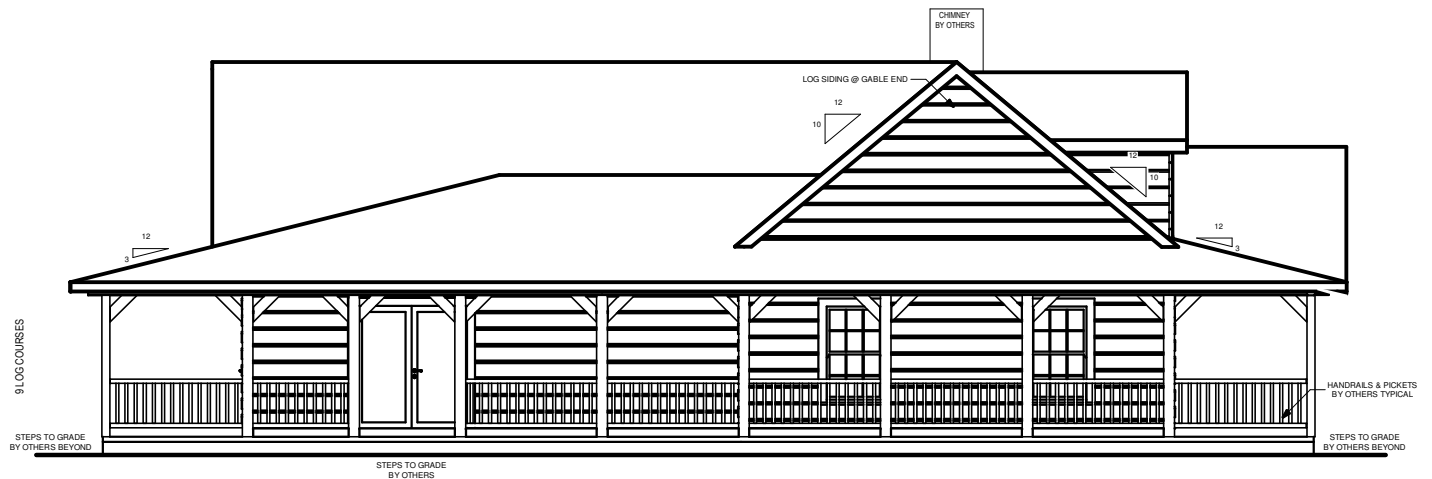 CHIMNEY
BY OTHERS
LOG SIDING @ GABLE END
12
10
12
10
12
3
12
3
9 LOG COURSES
HANDRAILS & PICKETS
BY OTHERS TYPICAL
STEPS TO GRADE
BY OTHERS BEYOND
STEPS TO GRADE
BY OTHERS BEYOND
STEPS TO GRADE
BY OTHERS